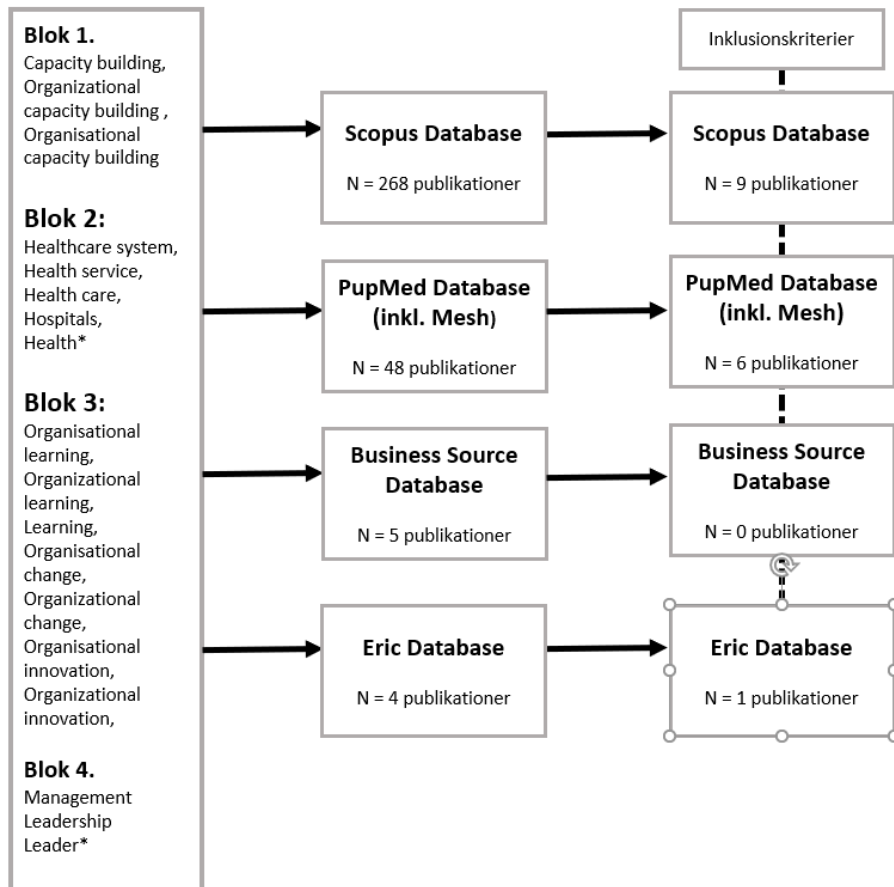 Blok 1.
Capacity building,
Organizational
capacity building ,
Organisational
capacity building
Blok 2:
Healthcare system,
Health service,
Health care,
Hospitals,
Health*
Blok 3:
Organisational
learning,
Organizational
learning,
Learning,
Organisational
change,
Organizational
change,
Organisational
innovation,
Organizational
innovation,
Blok 4.
Management
Leadership
Leader*
Scopus Database
N = 268 publikationer
PupMed Database
(inkl. Mesh)
N = 48 publikationer
Business Source
Database
N = 5 publikationer
Eric Database
N = 4 publikationer
Inklusionskriterier
Scopus Database
N = 9 publikationer
PupMed Database
(inkl. Mesh)
N = 6 publikationer
Business Source
Database
N = 0 publikationer
Eric Database
N = 1 publikationer